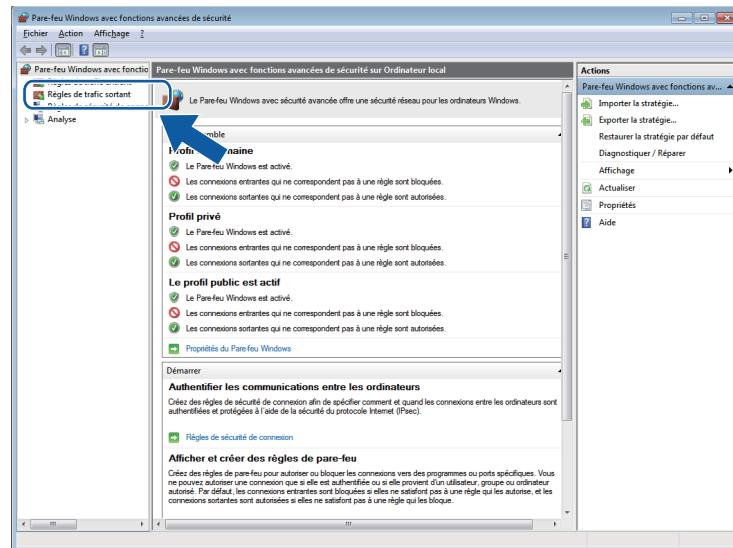 Pare-feu Windows avec fonctions avancées de sécurité
Fichier Action Affichage ?
Pare-feu Windows avec fonctio
Règles de trafic entrant
Règles de trafic sortant
Règles de sécurité de
Analyse
Pare-feu Windows avec fonctions avancées de sécurité sur Ordinateur local
Le Pare-feu Windows avec sécurité avancée offre une sécurité réseau pour les ordinateurs Windows.
Le Pare-feu Windows est activé.
Les connexions entrantes qui ne correspondent pas à une règle sont bloquées.
Les connexions sortantes qui ne correspondent pas à une règle sont autorisées.
Profil privé
Le Pare-feu Windows est activé.
Les connexions entrantes qui ne correspondent pas à une règle sont bloquées.
Les connexions sortantes qui ne correspondent pas à une règle sont autorisées.
Le profil public est actif
Le Pare-feu Windows est activé.
Les connexions entrantes qui ne correspondent pas à une règle sont bloquées.
Les connexions sortantes qui ne correspondent pas à une règle sont autorisées.
Propriétés du Pare-feu Windows
Démarrer
Authentifier les communications entre les ordinateurs
Créez des règles de sécurité de connexion afin de spécifier comment et quand les connexions entre les ordinateurs sont
authentifiées et protégées à l'aide de la sécurité du protocole Internet (IPsec).
Règles de sécurité de connexion
Afficher et créer des règles de pare-feu
Créez des règles de pare-feu pour autoriser ou bloquer les connexions vers des programmes ou ports spécifiques. Vous
ne pouvez autoriser une connexion que si elle est authentifiée ou si elle provient d'un utilisateur, groupe ou ordinateur
autorisé. Par défaut, les connexions entrantes sont bloquées si elles ne satisfont pas à une règle qui les autorise, et les
connexions sortantes sont autorisées si elles ne satisfont pas à une règle qui les bloque.
Actions
Pare-feu Windows avec fonctions av...
Importer la stratégie...
Exporter la stratégie...
Restaurer la stratégie par défaut
Diagnostiquer / Réparer
Affichage
Actualiser
Propriétés
Aide